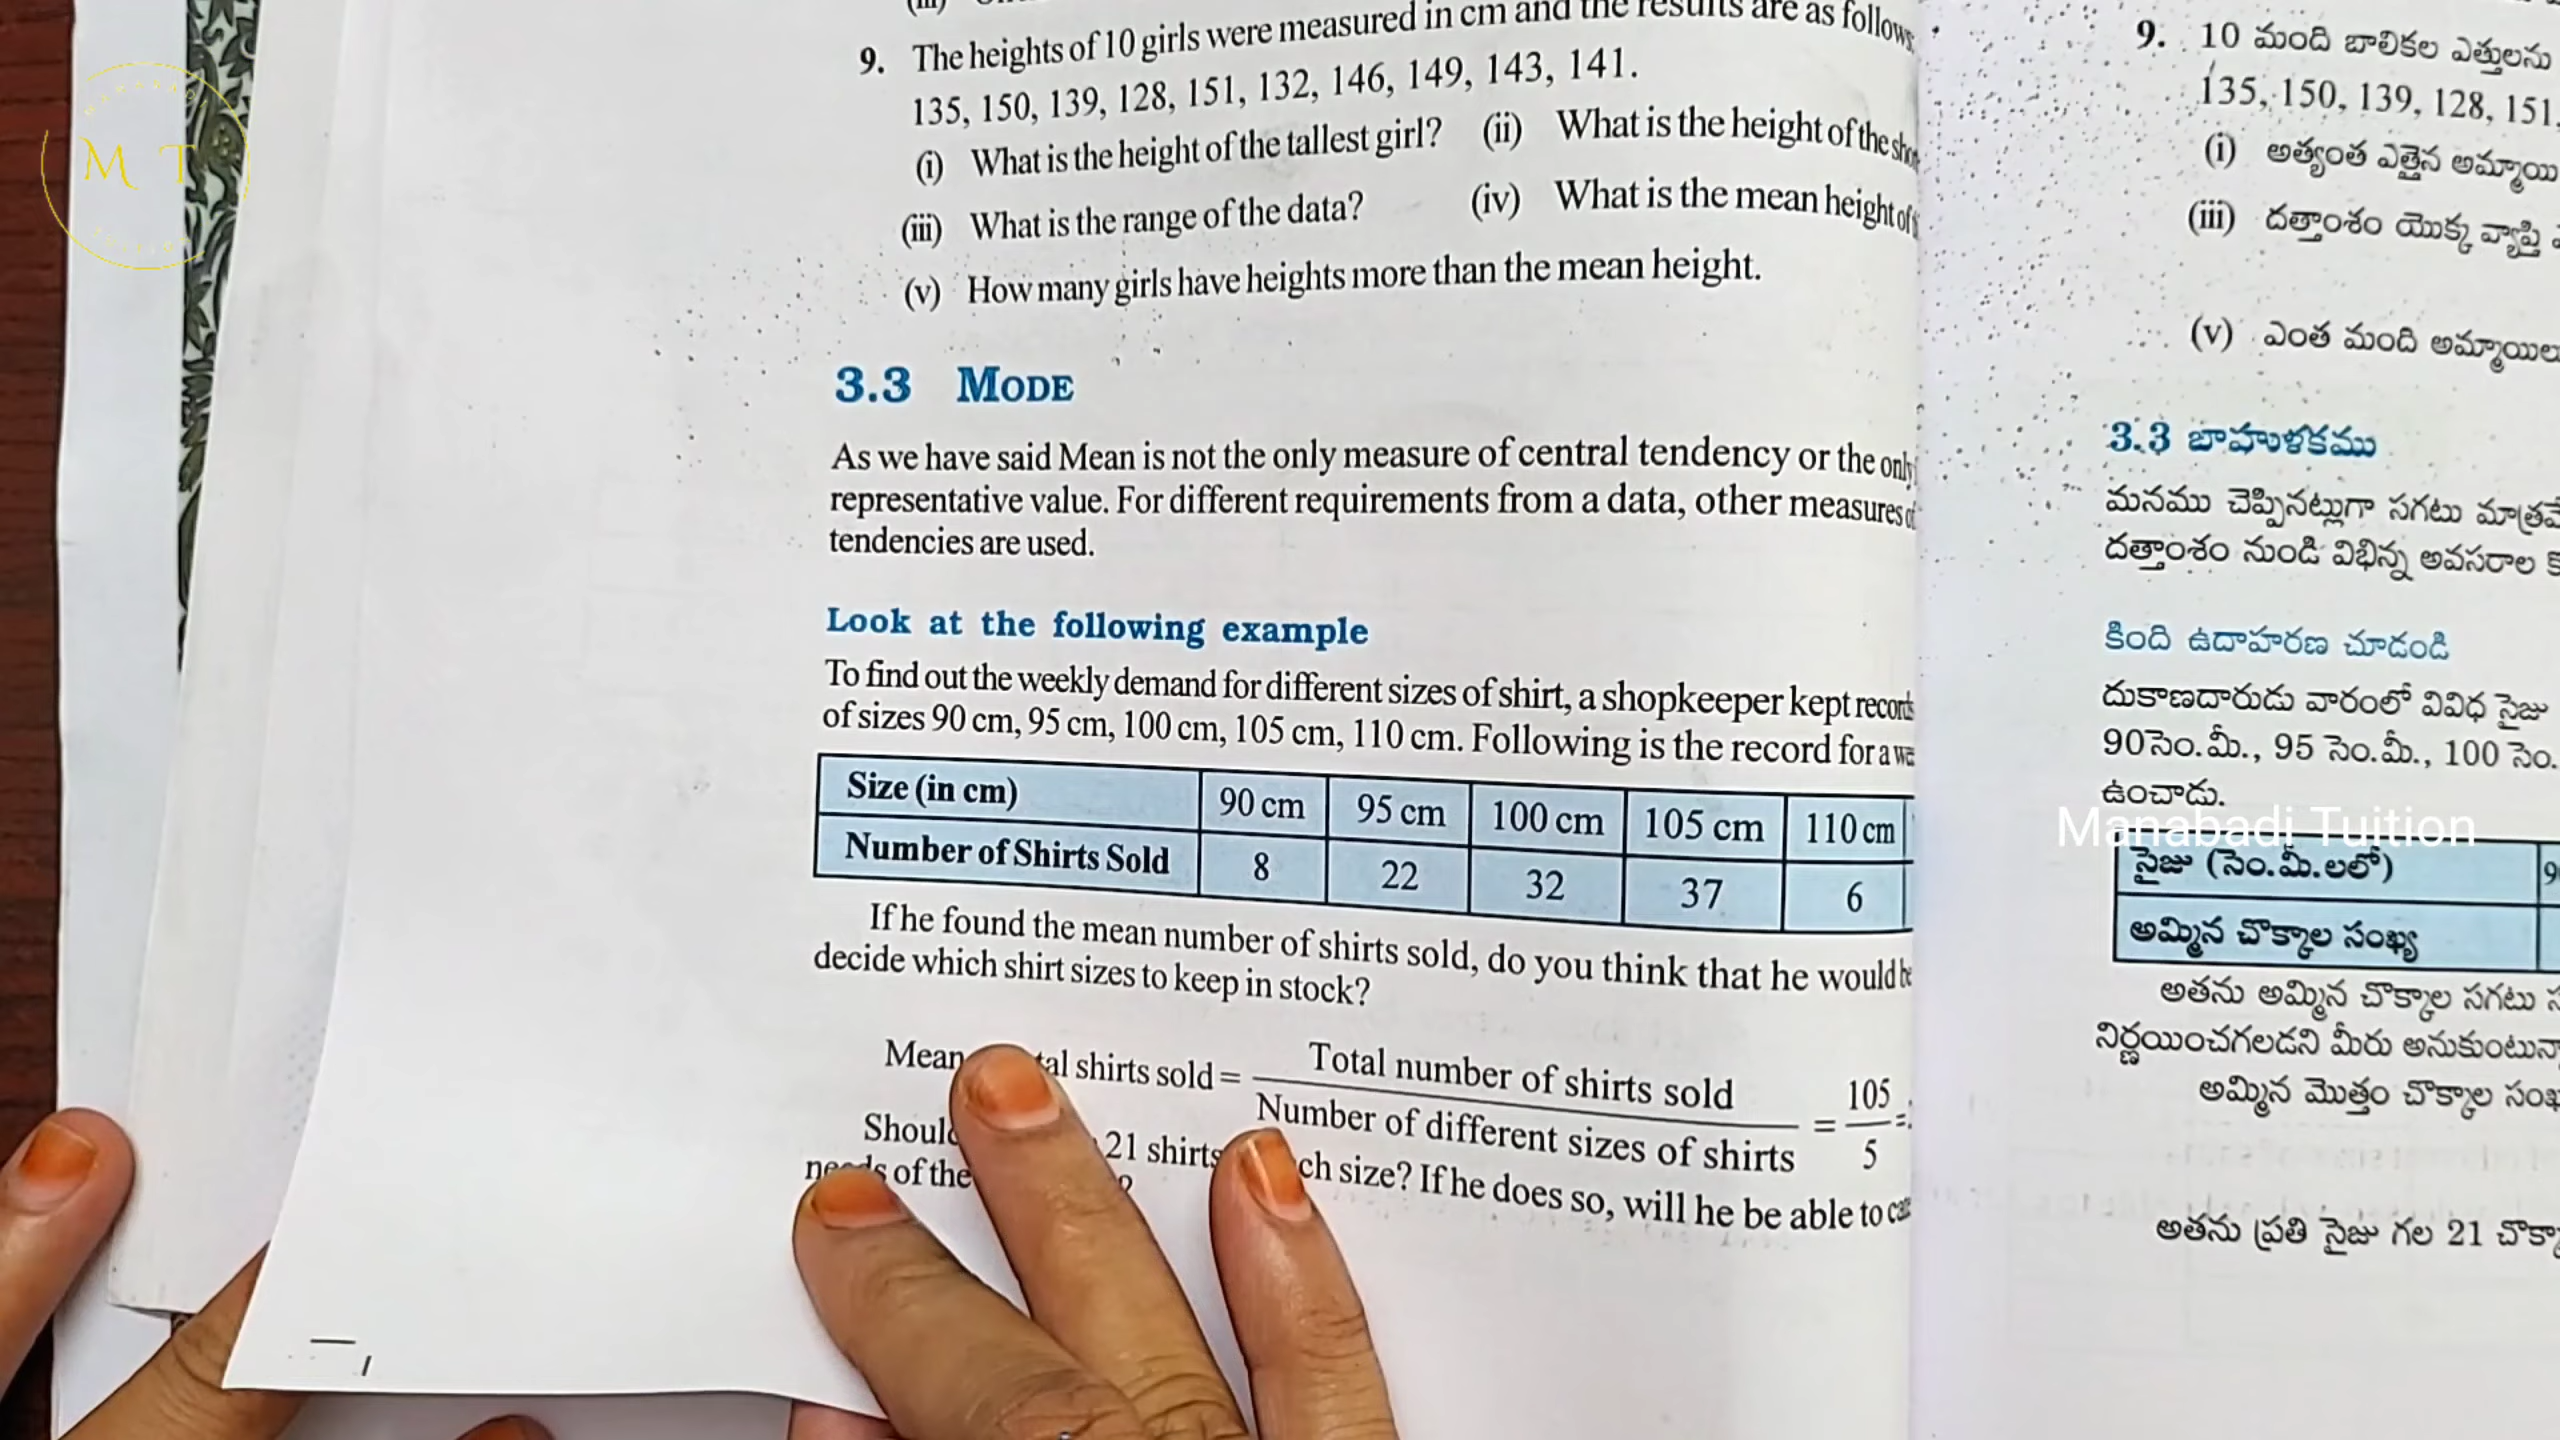 M T
9. The heights of 10 girls were measured in cm and the results are as follows:
135, 150, 139, 128, 151, 132, 146, 149, 143, 141.
(i) What is the height of the tallest girl? (ii) What is the height of the
(iii) What is the range of the data? (iv) What is the mean height of
(v) How many girls have heights more than the mean height.
3.3 MODE
As we have said Mean is not the only measure of central tendency or the only
representative value. For different requirements from a data, other measures of
tendencies are used.
Look at the following example
To find out the weekly demand for different sizes of shirt, a shopkeeper kept records
of sizes 90 cm, 95 cm, 100 cm, 105 cm, 110 cm. Following is the record for a
Size (in cm) 90 cm 95 cm 100 cm 105 cm 110 cm
Number of Shirts Sold 8 22 32 37 6
If he found the mean number of shirts sold, do you think that he would
decide which shirt sizes to keep in stock?
Mean shirts sold = Total number of shirts sold / Number of different sizes of shirts = 105 / 5 =
21 shirts size? If he does so, will he be able to
of the
9. 10 మంది బాలికల ఎత్తులను
135, 150, 139, 128, 151,
(i) అత్యంత ఎత్తైన అమ్మాయి
(iii) దత్తాంశం యొక్క వ్యాప్తి
(v) ఎంత మంది అమ్మాయిలు
3.3 బాహుళకము
మనము చెప్పినట్లుగా సగటు మాత్రమే
దత్తాంశం నుండి విభిన్న అవసరాల
కింది ఉదాహరణ చూడండి
దుకాణదారుడు వారంలో వివిధ సైజు
90సెం.మీ., 95 సెం.మీ., 100 సెం.
ఉంచాడు.
Manabadi Tuition
సైజు (సెం.మీ.లలో)
అమ్మిన చొక్కాల సంఖ్య
అతను అమ్మిన చొక్కాల సగటు
నిర్ణయించగలడని మీరు అనుకుంటున్నా
అమ్మిన మొత్తం చొక్కాల
అతను ప్రతి సైజు గల 21